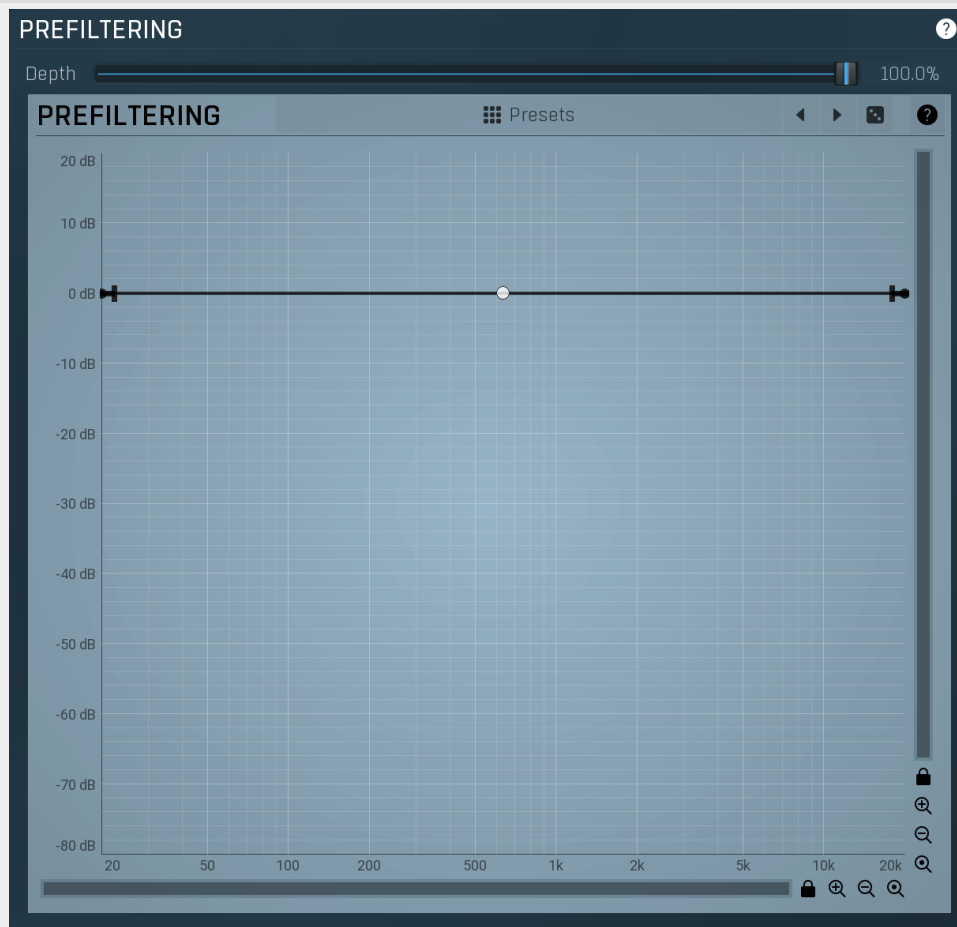 PREFILTERING
?
Depth 100.0%
PREFILTERING Presets ?
20 dB
10 dB
0 dB
-10 dB
-20 dB
-30 dB
-40 dB
-50 dB
-60 dB
-70 dB
-80 dB
20 50 100 200 500 1k 2k 5k 10k 20k